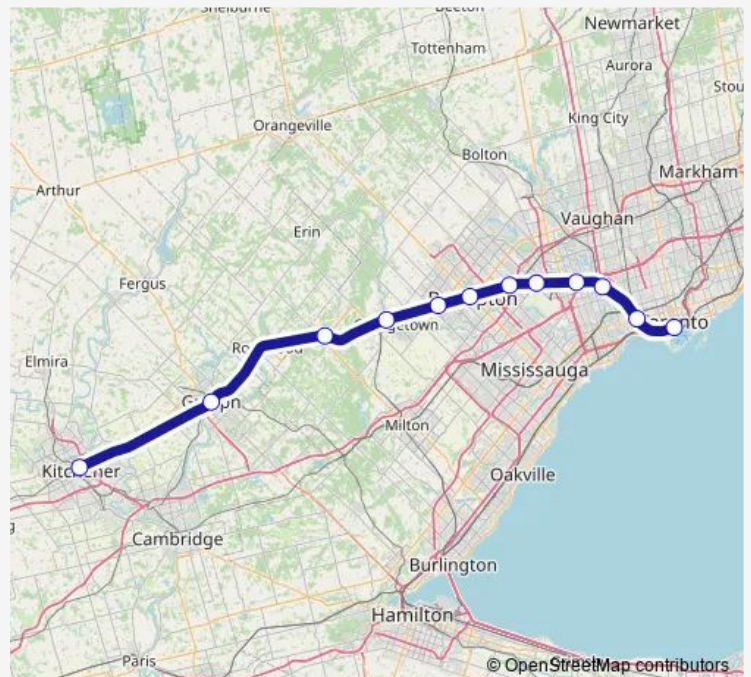 Newmarket
Tottenham
Aurora
Stou
King City
Orangeville
Bolton
Markham
Arthur
Vaughan
Erin
Fergus
Elmira
Mississauga
Milton
Oakville
Cambridge
Burlington
Hamilton
Paris
© OpenStreetMap contributors